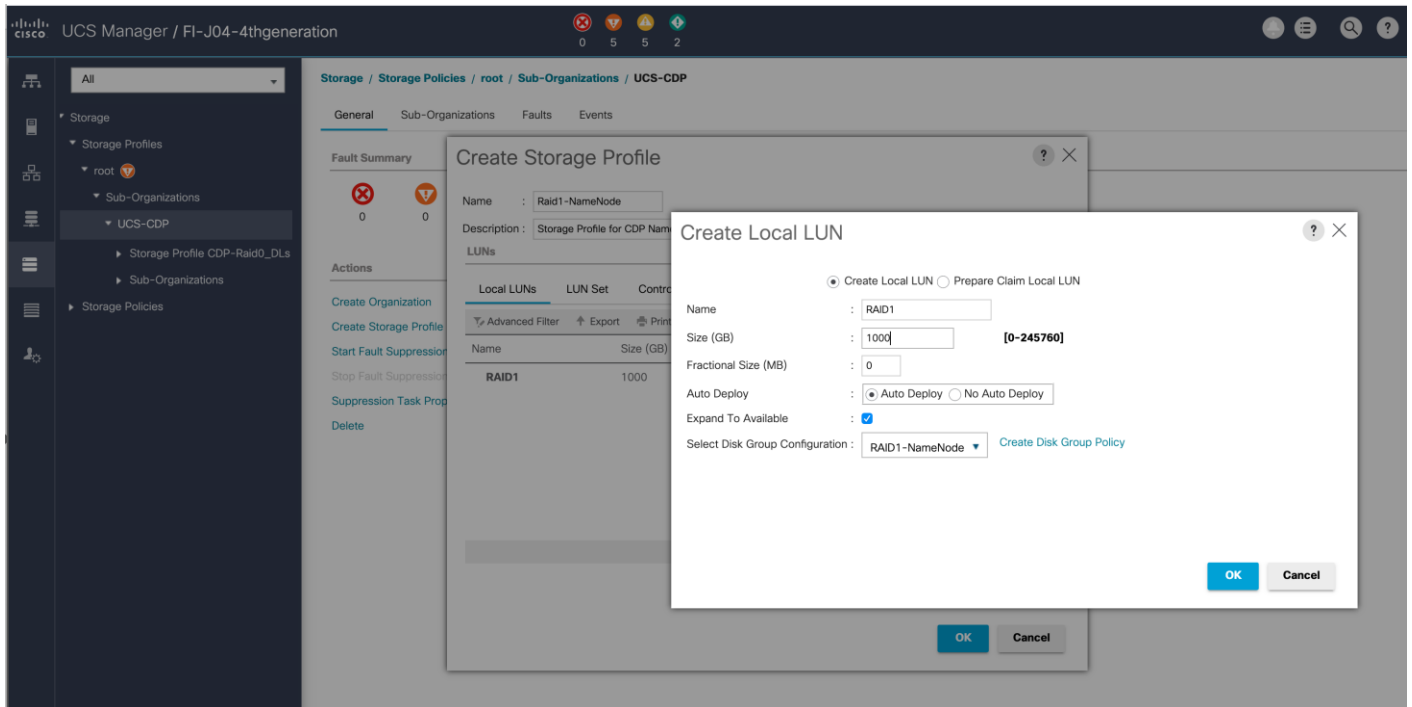 cisco UCS Manager / FI-J04-4thgeneration
0 5 5 2
All
Storage
Storage Profiles
root
Sub-Organizations
UCS-CDP
Storage Profile CDP-Raid0_DLs
Sub-Organizations
Storage Policies
Storage / Storage Policies / root / Sub-Organizations / UCS-CDP
General Sub-Organizations Faults Events
Fault Summary
0 0
Actions
Create Organization
Create Storage Profile
Start Fault Suppression
Stop Fault Suppression
Suppression Task Prop
Delete
Create Storage Profile
?
Name : Raid1-NameNode
Description : Storage Profile for CDP Nam
LUNs
Local LUNs LUN Set Contro
Advanced Filter Export Print
Name Size (GB)
RAID1 1000
OK Cancel
Create Local LUN
?
Create Local LUN Prepare Claim Local LUN
Name : RAID1
Size (GB) : 1000 [0-245760]
Fractional Size (MB) : 0
Auto Deploy : Auto Deploy No Auto Deploy
Expand To Available :
Select Disk Group Configuration : RAID1-NameNode Create Disk Group Policy
OK Cancel